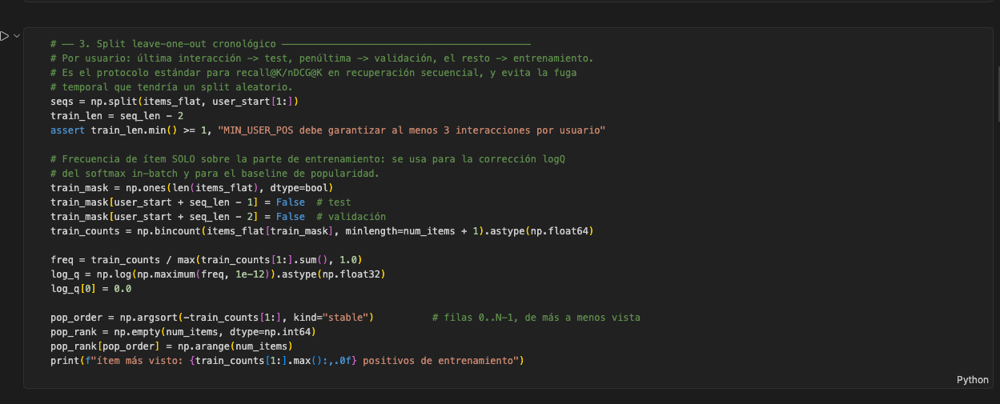 # —— 3. Split leave-one-out cronológico ————————————————————————————————————————
# Por usuario: última interacción -> test, penúltima -> validación, el resto -> entrenamiento.
# Es el protocolo estándar para recall@K/nDCG@K en recuperación secuencial, y evita la fuga
# temporal que tendría un split aleatorio.
seqs = np.split(items_flat, user_start[1:])
train_len = seq_len - 2
assert train_len.min() >= 1, "MIN_USER_POS debe garantizar al menos 3 interacciones por usuario"
# Frecuencia de ítem SOLO sobre la parte de entrenamiento: se usa para la corrección logQ
# del softmax in-batch y para el baseline de popularidad.
train_mask = np.ones(len(items_flat), dtype=bool)
train_mask[user_start + seq_len - 1] = False  # test
train_mask[user_start + seq_len - 2] = False  # validación
train_counts = np.bincount(items_flat[train_mask], minlength=num_items + 1).astype(np.float64)
freq = train_counts / max(train_counts[1:].sum(), 1.0)
log_q = np.log(np.maximum(freq, 1e-12)).astype(np.float32)
log_q[0] = 0.0
pop_order = np.argsort(-train_counts[1:], kind="stable")          # filas 0..N-1, de más a menos vista
pop_rank = np.empty(num_items, dtype=np.int64)
pop_rank[pop_order] = np.arange(num_items)
print(f"ítem más visto: {train_counts[1:].max():,.0f} positivos de entrenamiento")
Python